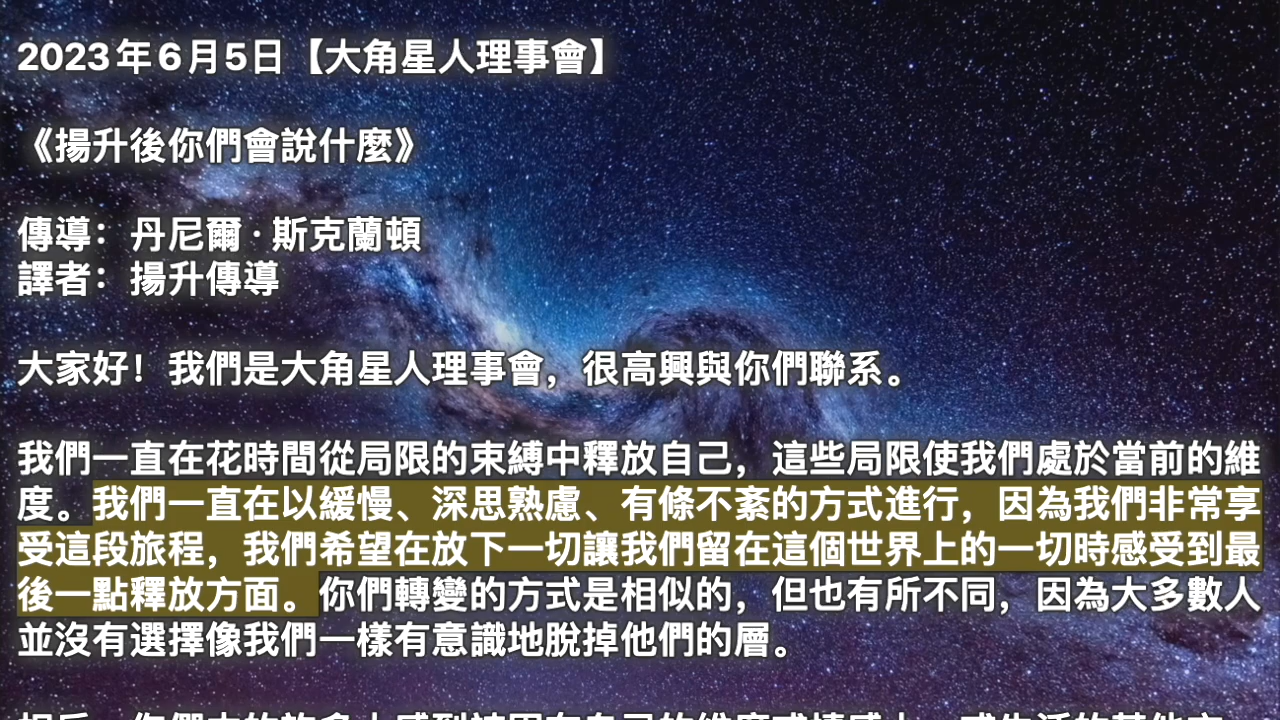 2023年6月5日【大角星人理事會】
《揚升後你們會說什麼》
傳導：丹尼爾·斯克蘭頓
譯者：揚升傳導
大家好！我們是大角星人理事會，很高興與你們聯系。
我們一直在花時間從局限的束縛中釋放自己，這些局限使我們處於當前的維
度。我們一直在以緩慢、深思熟慮、有條不紊的方式進行，因為我們非常享
受這段旅程，我們希望在放下一切讓我們留在這個世界上的一切時感受到最
後一點釋放方面。你們轉變的方式是相似的，但也有所不同，因為大多數人
並沒有選擇像我們一樣有意識地脫掉他們的層。